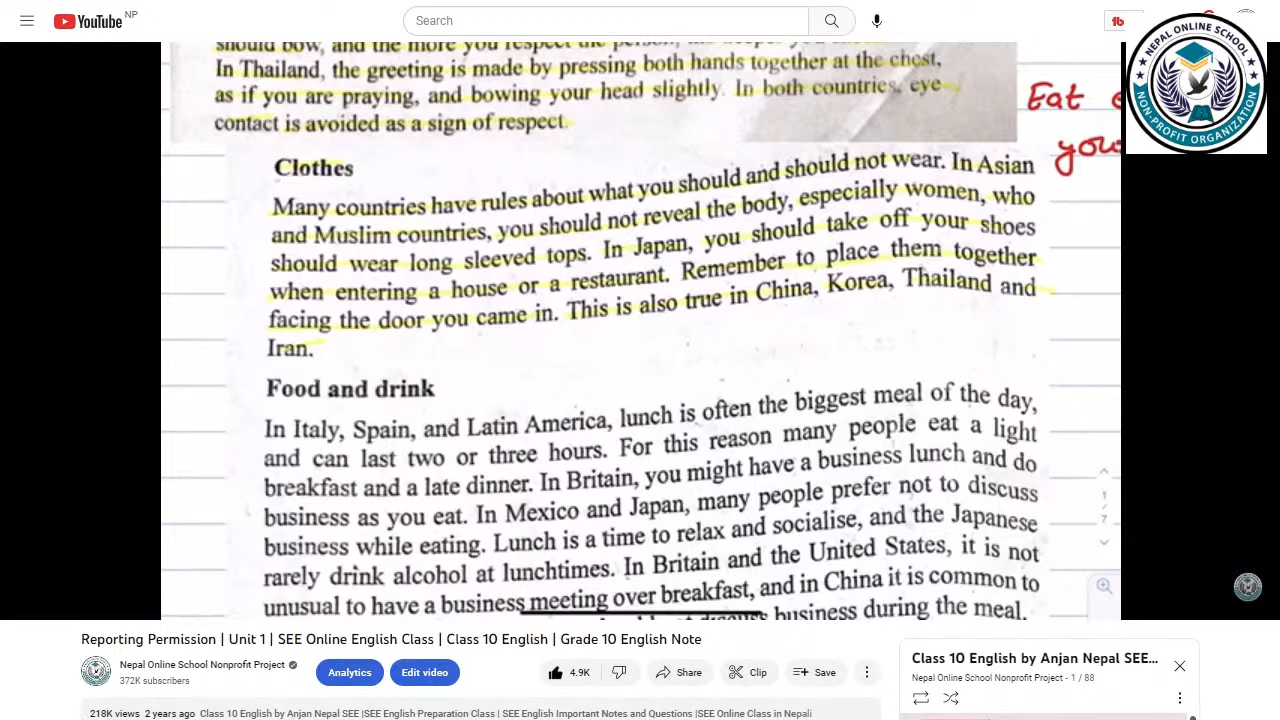 YouTube NP
Search
NEPAL ONLINE SCHOOL
NON-PROFIT ORGANIZATION
In Thailand, the greeting is made by pressing both hands together at the chest,
as if you are praying, and bowing your head slightly. In both countries, eye
contact is avoided as a sign of respect.
Eat
Clothes
Many countries have rules about what you should and should not wear. In Asian
and Muslim countries, you should not reveal the body, especially women, who
should wear long sleeved tops. In Japan, you should take off your shoes
when entering a house or a restaurant. Remember to place them together
facing the door you came in. This is also true in China, Korea, Thailand and
Iran.
Food and drink
In Italy, Spain, and Latin America, lunch is often the biggest meal of the day,
and can last two or three hours. For this reason many people eat a light
breakfast and a late dinner. In Britain, you might have a business lunch and do
business as you eat. In Mexico and Japan, many people prefer not to discuss
business while eating. Lunch is a time to relax and socialise, and the Japanese
rarely drink alcohol at lunchtimes. In Britain and the United States, it is not
unusual to have a business meeting over breakfast, and in China it is common to
business during the meal.
1
/
7
Reporting Permission | Unit 1 | SEE Online English Class | Class 10 English | Grade 10 English Note
Nepal Online School Nonprofit Project
372K subscribers
Analytics
Edit video
4.9K
Share
Clip
Save
218K views 2 years ago Class 10 English by Anjan Nepal SEE |SEE English Preparation Class | SEE English Important Notes and Questions |SEE Online Class in Nepali
Class 10 English by Anjan Nepal SEE...
Nepal Online School Nonprofit Project - 1 / 88